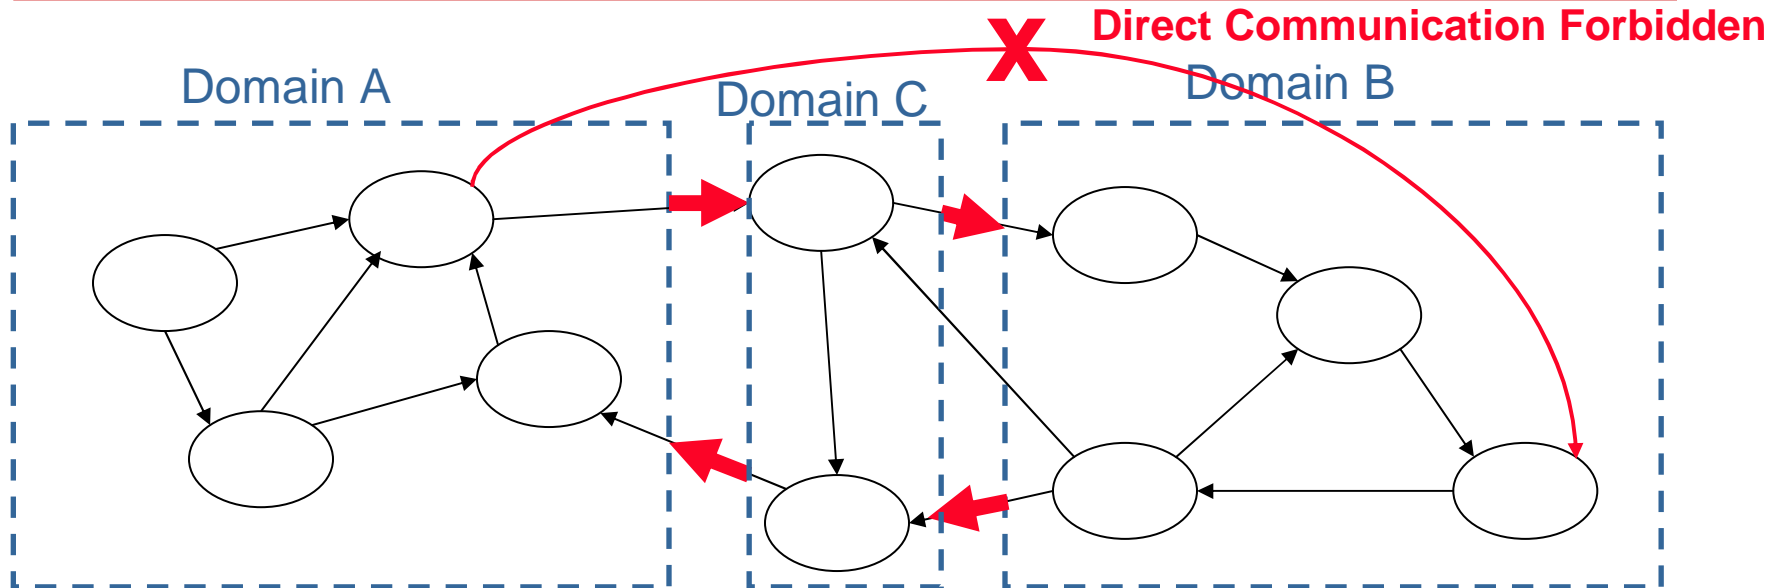 X
Direct Communication Forbidden
Domain A
Domain C
Domain B